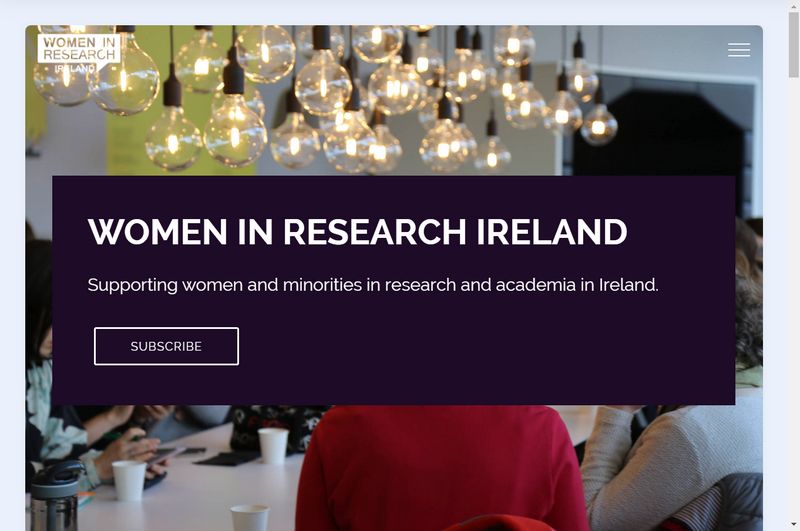 WOMEN IN
RESEARCH
IRELAND
WOMEN IN RESEARCH IRELAND
Supporting women and minorities in research and academia in Ireland.
SUBSCRIBE